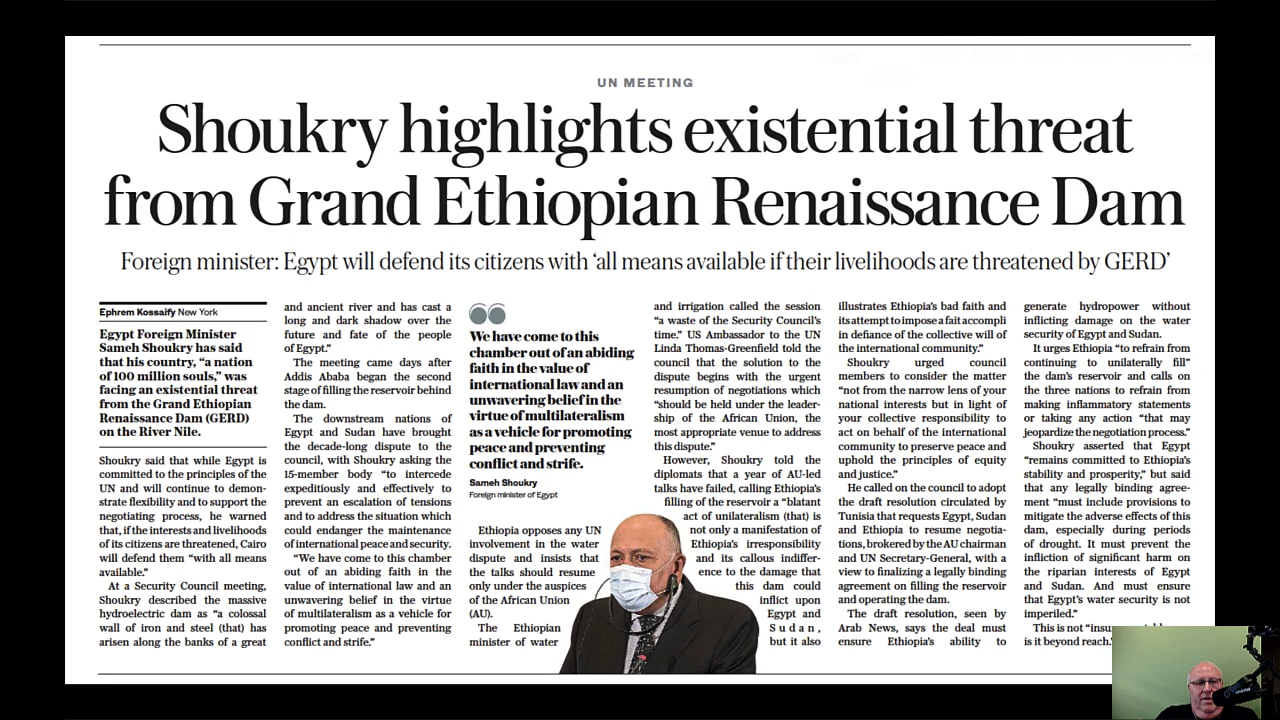 UN MEETING
Shoukry highlights existential threat
from Grand Ethiopian Renaissance Dam
Foreign minister: Egypt will defend its citizens with ‘all means available if their livelihoods are threatened by GERD’
Ephrem Kossaify New York
Egypt Foreign Minister
Sameh Shoukry has said
that his country, “a nation
of 100 million souls,” was
facing an existential threat
from the Grand Ethiopian
Renaissance Dam (GERD)
on the River Nile.
Shoukry said that while Egypt is
committed to the principles of the
UN and will continue to demon-
strate flexibility and to support the
negotiating process, he warned
that, if the interests and livelihoods
of its citizens are threatened, Cairo
will defend them “with all means
available.”
At a Security Council meeting,
Shoukry described the massive
hydroelectric dam as “a colossal
wall of iron and steel (that) has
arisen along the banks of a great
and ancient river and has cast a
long and dark shadow over the
future and fate of the people
of Egypt.”
The meeting came days after
Addis Ababa began the second
stage of filling the reservoir behind
the dam.
The downstream nations of
Egypt and Sudan have brought
the decade-long dispute to the
council, with Shoukry asking the
15-member body “to intercede
expeditiously and effectively to
prevent an escalation of tensions
and to address the situation which
could endanger the maintenance
of international peace and security.
“We have come to this chamber
out of an abiding faith in the
value of international law and an
unwavering belief in the virtue
of multilateralism as a vehicle for
promoting peace and preventing
conflict and strife.”
We have come to this
chamber out of an abiding
faith in the value of
international law and an
unwavering belief in the
virtue of multilateralism
as a vehicle for promoting
peace and preventing
conflict and strife.
Sameh Shoukry
Foreign minister of Egypt
Ethiopia opposes any UN
involvement in the water
dispute and insists that
the talks should resume
only under the auspices
of the African Union
(AU).
The Ethiopian
minister of water
and irrigation called the session
“a waste of the Security Council’s
time.” US Ambassador to the UN
Linda Thomas-Greenfield told the
council that the solution to the
dispute begins with the urgent
resumption of negotiations which
“should be held under the leader-
ship of the African Union, the
most appropriate venue to address
this dispute.”
However, Shoukry told the
diplomats that a year of AU-led
talks have failed, calling Ethiopia’s
filling of the reservoir a “blatant
act of unilateralism (that) is
not only a manifestation of
Ethiopia’s irresponsibility
and its callous indiffer-
ence to the damage that
this dam could
inflict upon
Egypt and
Sudan,
but it also
illustrates Ethiopia’s bad faith and
its attempt to impose a fait accompli
in defiance of the collective will of
the international community.”
Shoukry urged council
members to consider the matter
“not from the narrow lens of your
national interests but in light of
your collective responsibility to
act on behalf of the international
community to preserve peace and
uphold the principles of equity
and justice.”
He called on the council to adopt
the draft resolution circulated by
Tunisia that requests Egypt, Sudan
and Ethiopia to resume negotia-
tions, brokered by the AU chairman
and UN Secretary-General, with a
view to finalizing a legally binding
agreement on filling the reservoir
and operating the dam.
The draft resolution, seen by
Arab News, says the deal must
ensure Ethiopia’s ability to
generate hydropower without
inflicting damage on the water
security of Egypt and Sudan.
It urges Ethiopia “to refrain from
continuing to unilaterally fill”
the dam’s reservoir and calls on
the three nations to refrain from
making inflammatory statements
or taking any action “that may
jeopardize the negotiation process.”
Shoukry asserted that Egypt
“remains committed to Ethiopia’s
stability and prosperity,” but said
that any legally binding agree-
ment “must include provisions to
mitigate the adverse effects of this
dam, especially during periods
of drought. It must prevent the
infliction of significant harm on
the riparian interests of Egypt
and Sudan. And must ensure
that Egypt’s water security is not
imperiled.”
This is not
is it beyond reach.